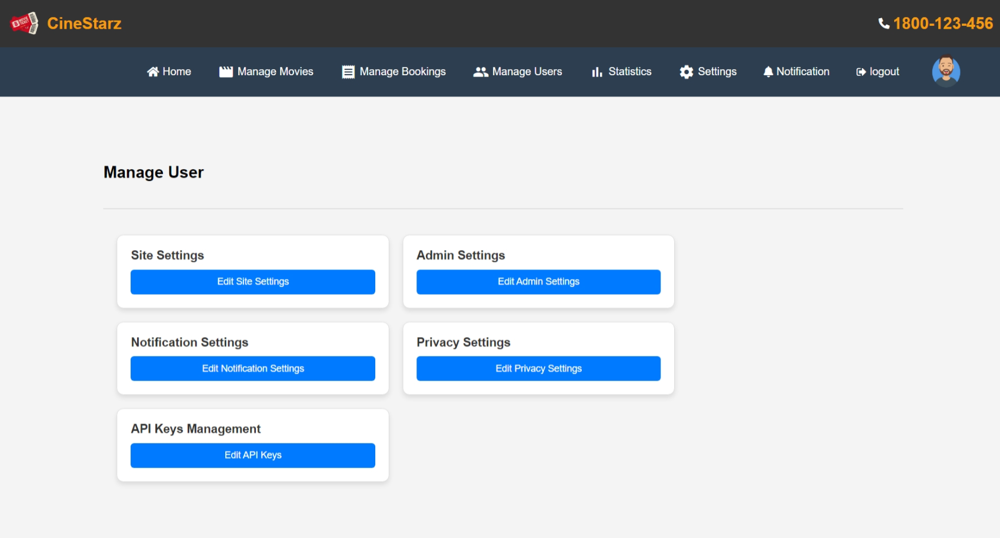 CineStarz
1800-123-456
Home
Manage Movies
Manage Bookings
Manage Users
Statistics
Settings
Notification
logout
Manage User
Site Settings
Edit Site Settings
Admin Settings
Edit Admin Settings
Notification Settings
Edit Notification Settings
Privacy Settings
Edit Privacy Settings
API Keys Management
Edit API Keys